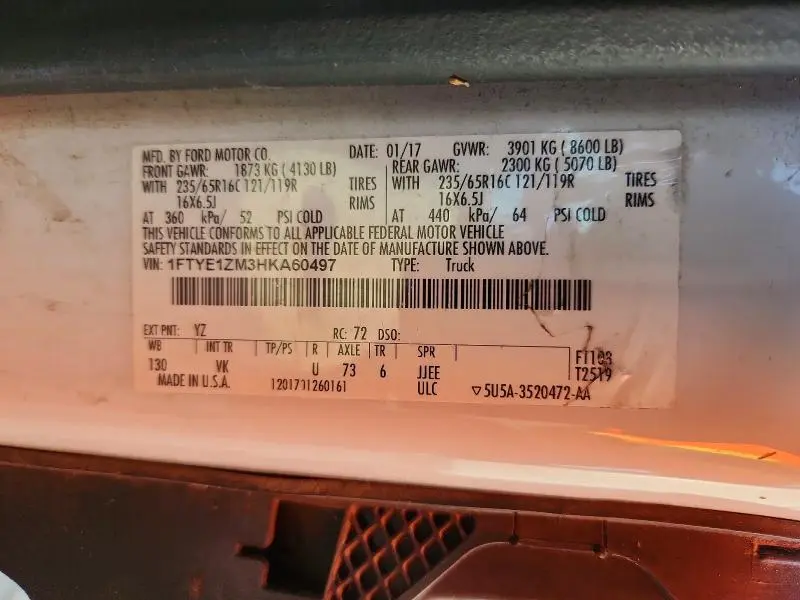 MFD. BY FORD MOTOR CO. DATE: 01/17 GVWR: 3901 KG ( 8600 LB)
FRONT GAWR: 1873 KG ( 4130 LB) REAR GAWR: 2300 KG ( 5070 LB)
WITH 235/65R16C 121/119R TIRES WITH 235/65R16C 121/119R TIRES
16X6.5J RIMS 16X6.5J RIMS
AT 360 kPa/ 52 PSI COLD AT 440 kPa/ 64 PSI COLD
THIS VEHICLE CONFORMS TO ALL APPLICABLE FEDERAL MOTOR VEHICLE
SAFETY STANDARDS IN EFFECT ON THE DATE OF MANUFACTURE SHOWN ABOVE.
VIN: 1FTYE1ZM3HKA60497 TYPE: Truck
EXT PNT: YZ RC: 72 DSO:
WB INT TR TP/PS R AXLE TR SPR
130 VK U 73 6 JJEE
MADE IN U.S.A. ULC
T2519
▽5U5A-3520472-AA